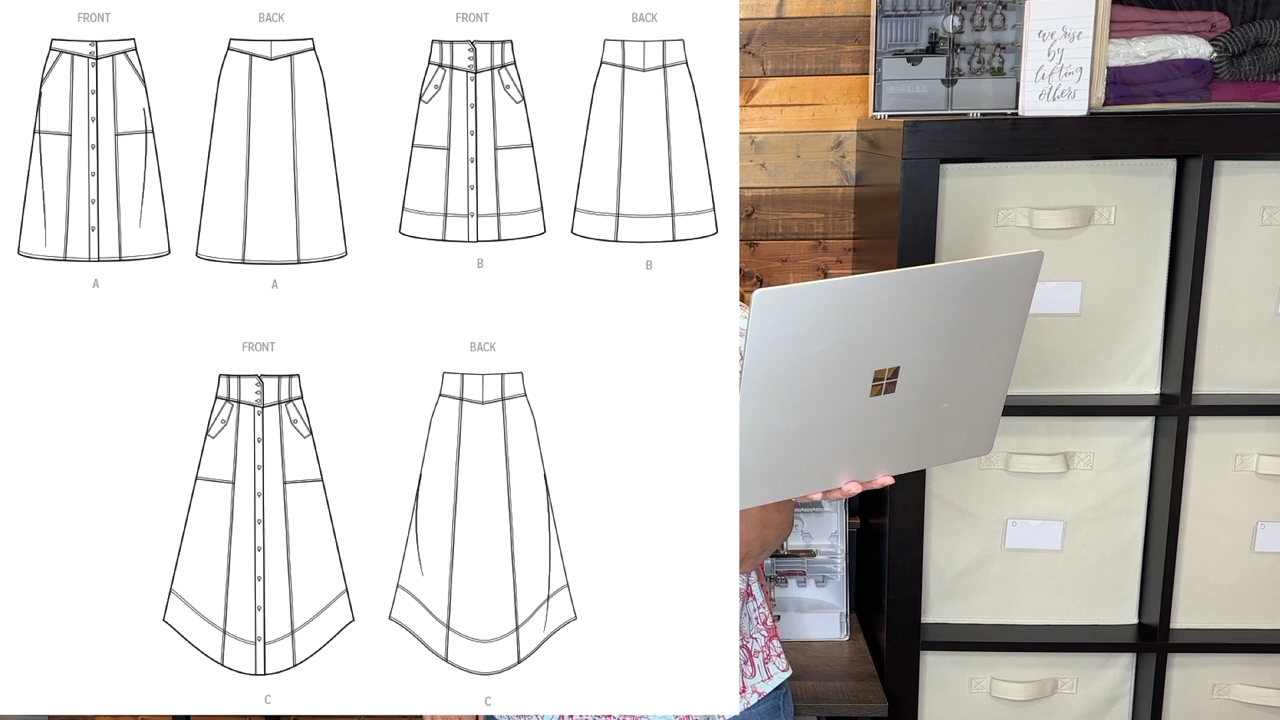 FRONT
BACK
FRONT
BACK
A
A
B
B
FRONT
BACK
C
C
we rise
by
lifting
others
D
D